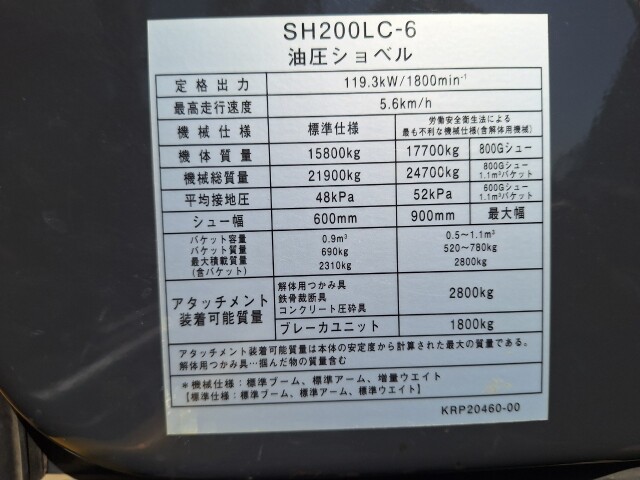 SH200LC-6
油圧ショベル
定格出力 119.3kW/1800min⁻¹
最高走行速度 5.6km/h
機械仕様 標準仕様 労働安全衛生法による
最も不利な機械仕様(含解体用機械)
機体質量 15800kg 17700kg 800Gシュー
機械総質量 21900kg 24700kg 800Gシュー
1.1m³バケット
平均接地圧 48kPa 52kPa 600Gシュー
1.1m³バケット
シュー幅 600mm 900mm 最大幅
バケット容量 0.9m³ 0.5～1.1m³
バケット質量 690kg 520～780kg
最大積載質量 2310kg 2800kg
(含バケット)
アタッチメント
装着可能質量
解体用つかみ具
鉄骨裁断具
コンクリート圧砕具
2800kg
ブレーカユニット 1800kg
アタッチメント装着可能質量は本体の安定度から計算された最大の質量である。
解体用つかみ具…掴んだ物の質量含む
＊機械仕様：標準ブーム、標準アーム、増量ウエイト
【標準仕様：標準ブーム、標準アーム、標準ウエイト】
KRP20460-00